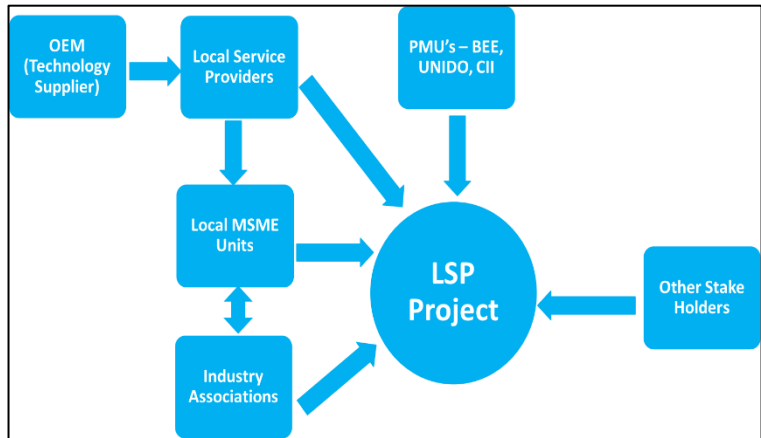 OEM
(Technology
Supplier)
Local Service
Providers
PMU's – BEE,
UNIDO, CII
Local MSME
Units
LSP
Project
Other Stake
Holders
Industry
Associations